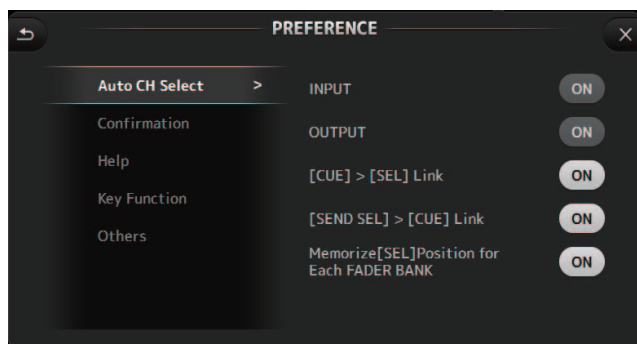 PREFERENCE
Auto CH Select >
Confirmation
Help
Key Function
Others
INPUT ON
OUTPUT ON
[CUE] > [SEL] Link ON
[SEND SEL] > [CUE] Link ON
Memorize[SEL]Position for
Each FADER BANK ON